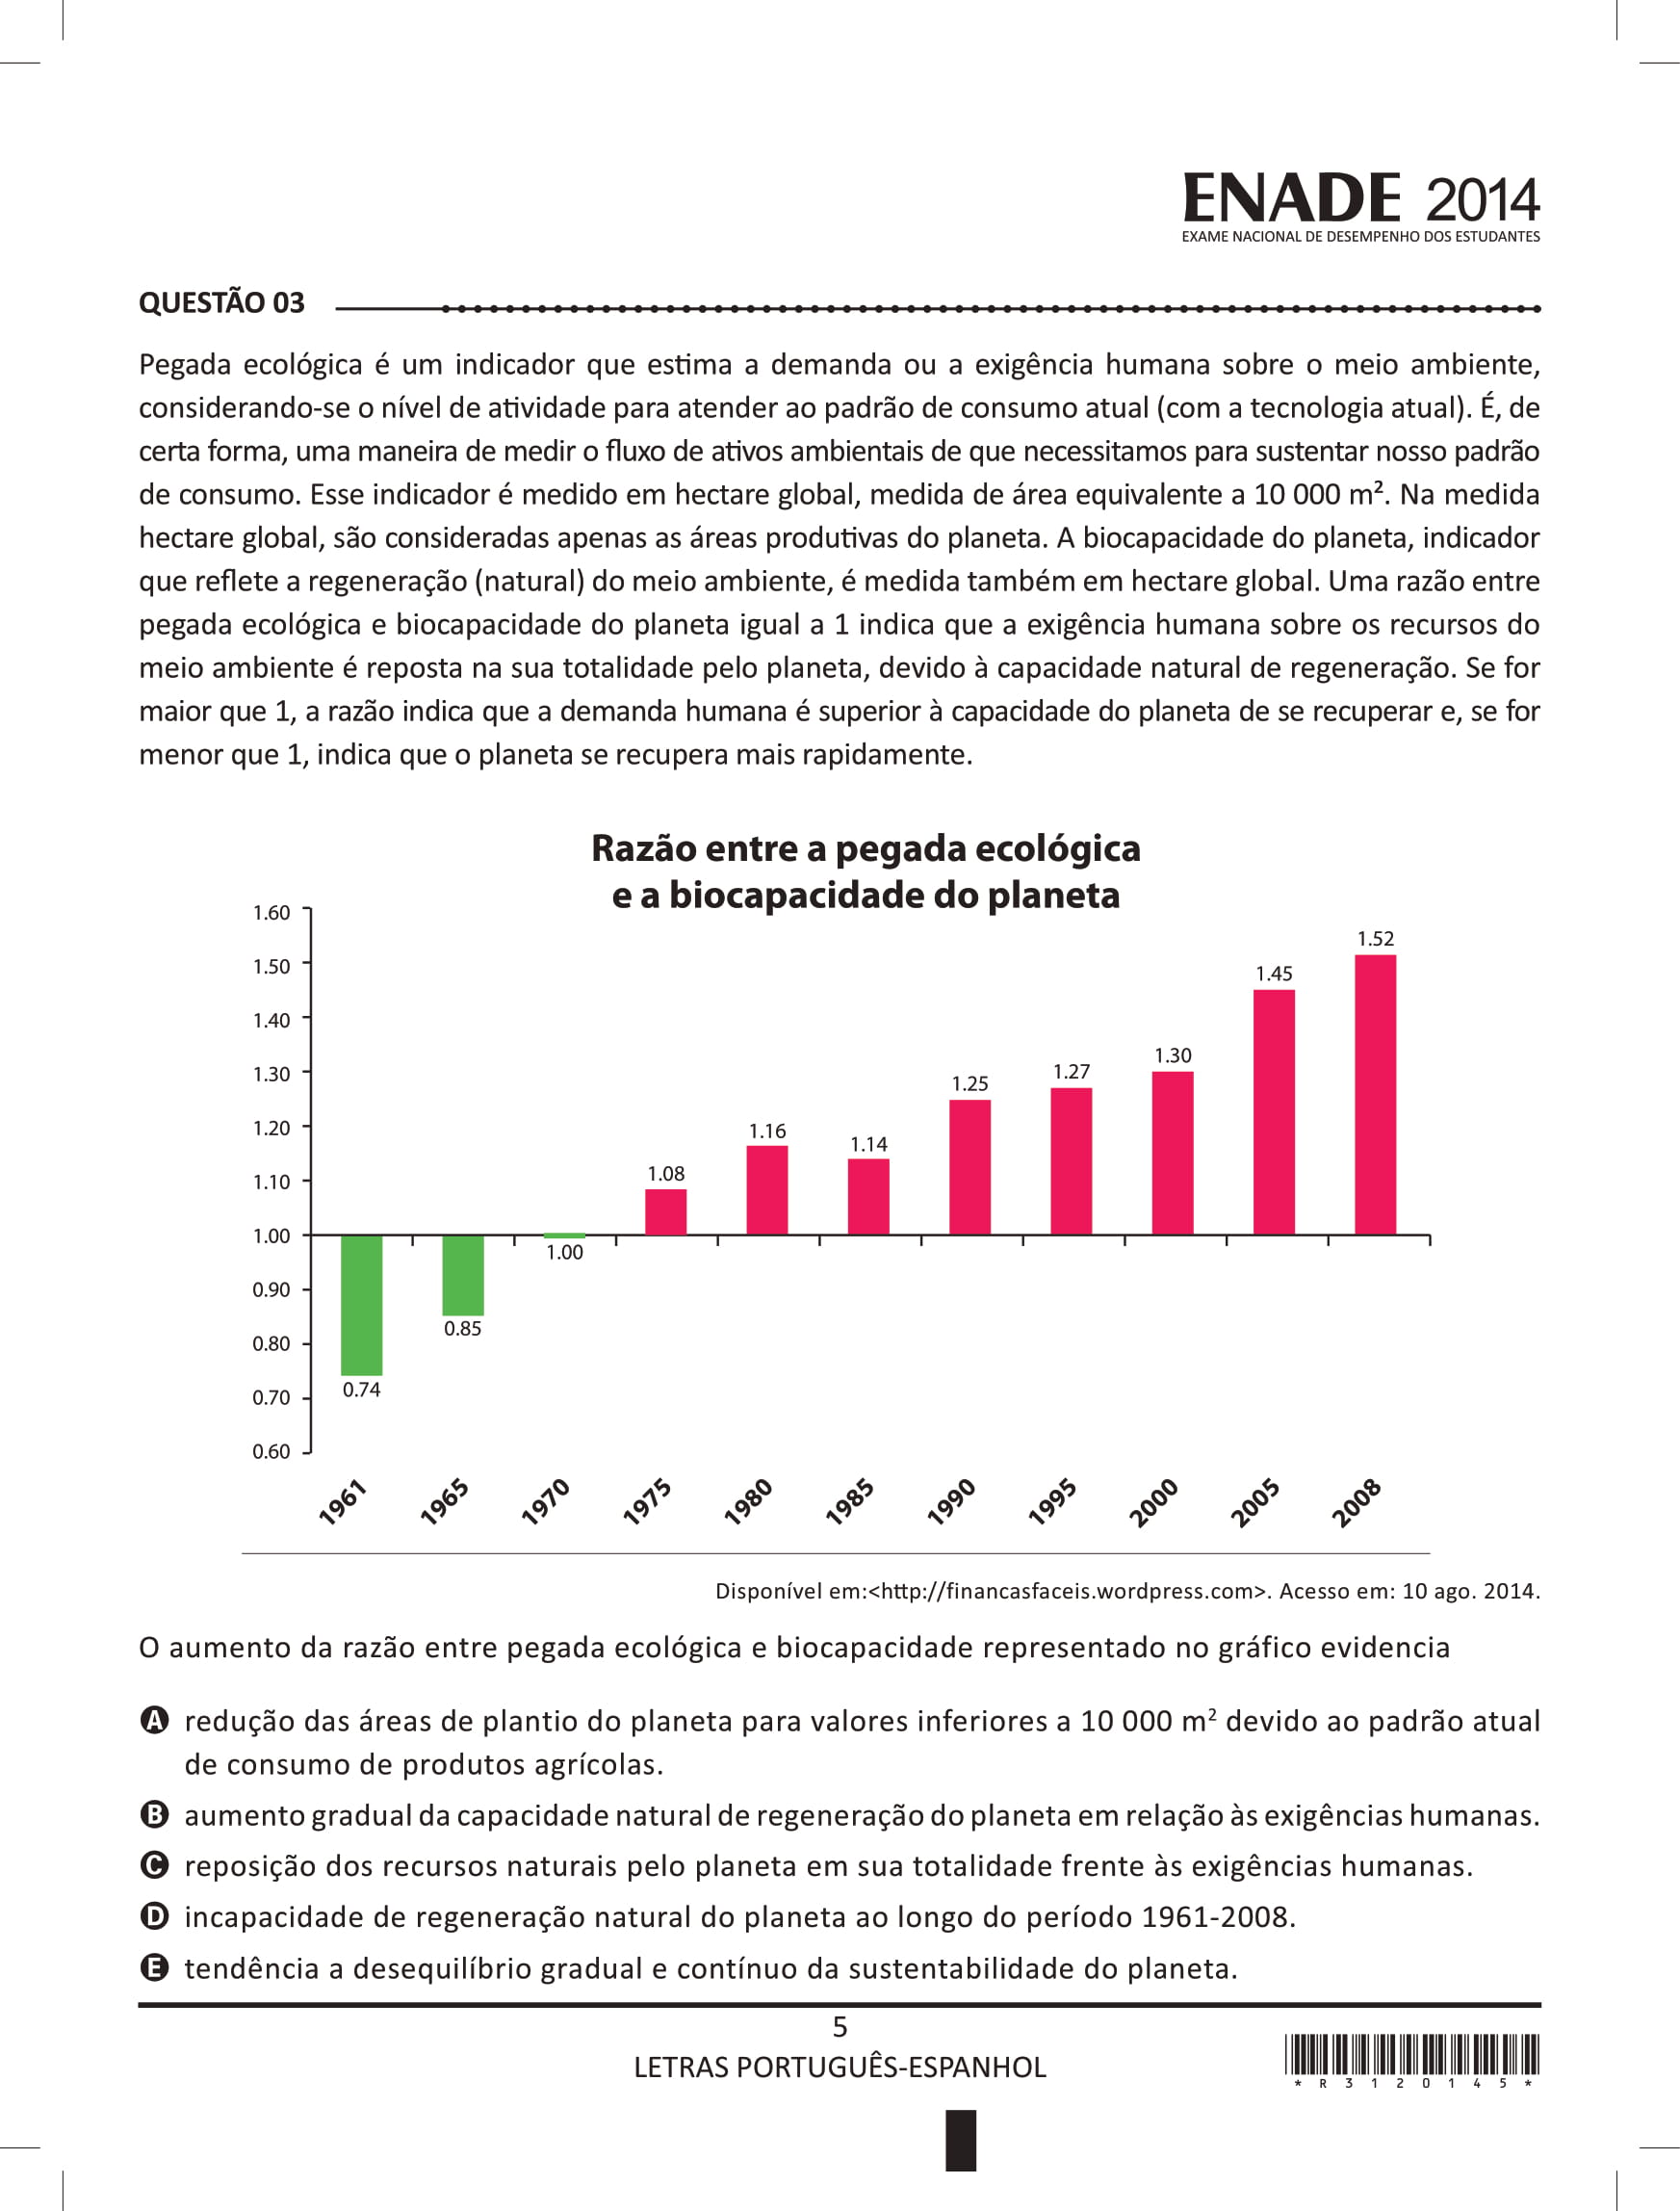 ENADE 2014
EXAME NACIONAL DE DESEMPENHO DOS ESTUDANTES
QUESTÃO 03
Pegada ecológica é um indicador que estima a demanda ou a exigência humana sobre o meio ambiente,
considerando-se o nível de atividade para atender ao padrão de consumo atual (com a tecnologia atual). É, de
certa forma, uma maneira de medir o fluxo de ativos ambientais de que necessitamos para sustentar nosso padrão
de consumo. Esse indicador é medido em hectare global, medida de área equivalente a 10 000 m². Na medida
hectare global, são consideradas apenas as áreas produtivas do planeta. A biocapacidade do planeta, indicador
que reflete a regeneração (natural) do meio ambiente, é medida também em hectare global. Uma razão entre
pegada ecológica e biocapacidade do planeta igual a 1 indica que a exigência humana sobre os recursos do
meio ambiente é reposta na sua totalidade pelo planeta, devido à capacidade natural de regeneração. Se for
maior que 1, a razão indica que a demanda humana é superior à capacidade do planeta de se recuperar e, se for
menor que 1, indica que o planeta se recupera mais rapidamente.
Razão entre a pegada ecológica
e a biocapacidade do planeta
1.60
1.50
1.40
1.30
1.20
1.10
1.00
0.90
0.80
0.70
0.60
0.74
0.85
1.00
1.08
1.16
1.14
1.25
1.27
1.30
1.45
1.52
1961
1965
1970
1975
1980
1985
1990
1995
2000
2005
2008
Disponível em:<http://financasfaceis.wordpress.com>. Acesso em: 10 ago. 2014.
O aumento da razão entre pegada ecológica e biocapacidade representado no gráfico evidencia
A redução das áreas de plantio do planeta para valores inferiores a 10 000 m² devido ao padrão atual
de consumo de produtos agrícolas.
B aumento gradual da capacidade natural de regeneração do planeta em relação às exigências humanas.
C reposição dos recursos naturais pelo planeta em sua totalidade frente às exigências humanas.
D incapacidade de regeneração natural do planeta ao longo do período 1961-2008.
E tendência a desequilíbrio gradual e contínuo da sustentabilidade do planeta.
5
LETRAS PORTUGUÊS-ESPANHOL
* R 3 1 2 0 1 4 5 *